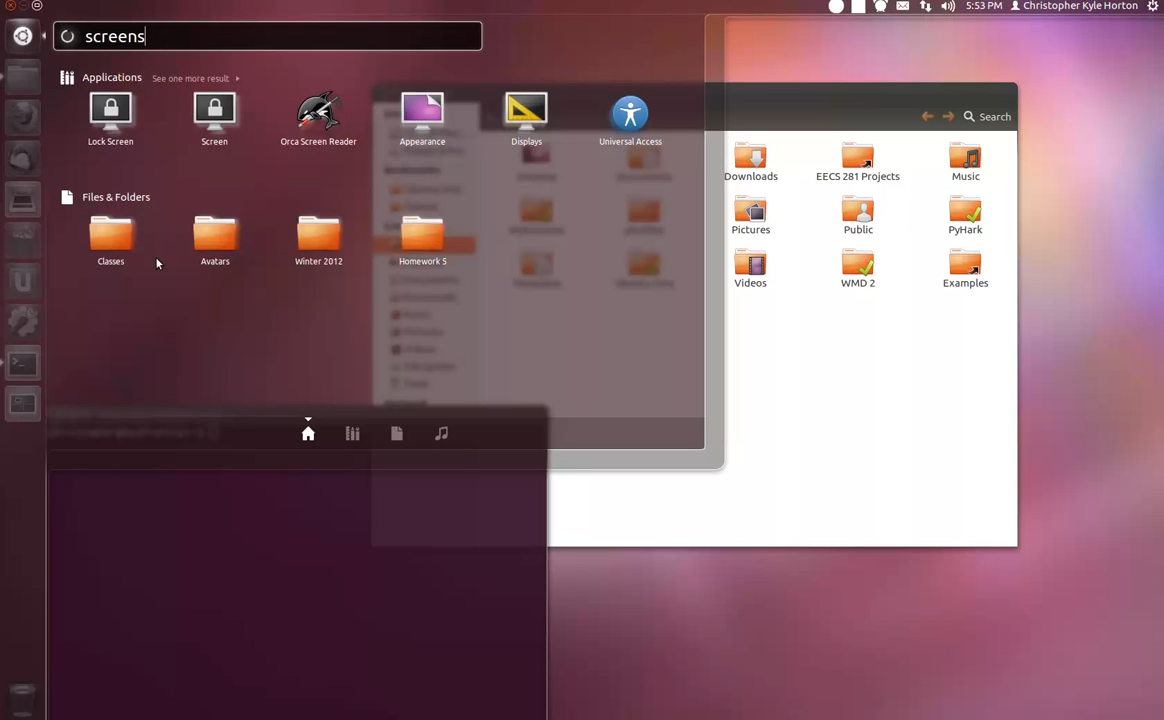 5:53 PM Christopher Kyle Horton
screens
Applications See one more result
Lock Screen Screen Orca Screen Reader Appearance Displays Universal Access
Files & Folders
Classes Avatars Winter 2012 Homework 5
Search
Downloads EECS 281 Projects Music
Pictures Public PyHark
Videos WMD 2 Examples